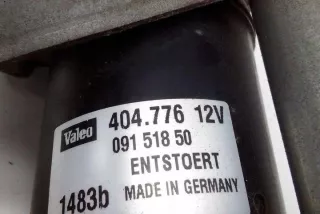 Valeo 404.776 12V
091 518 50
ENTSTOERT
1483b MADE IN GERMANY